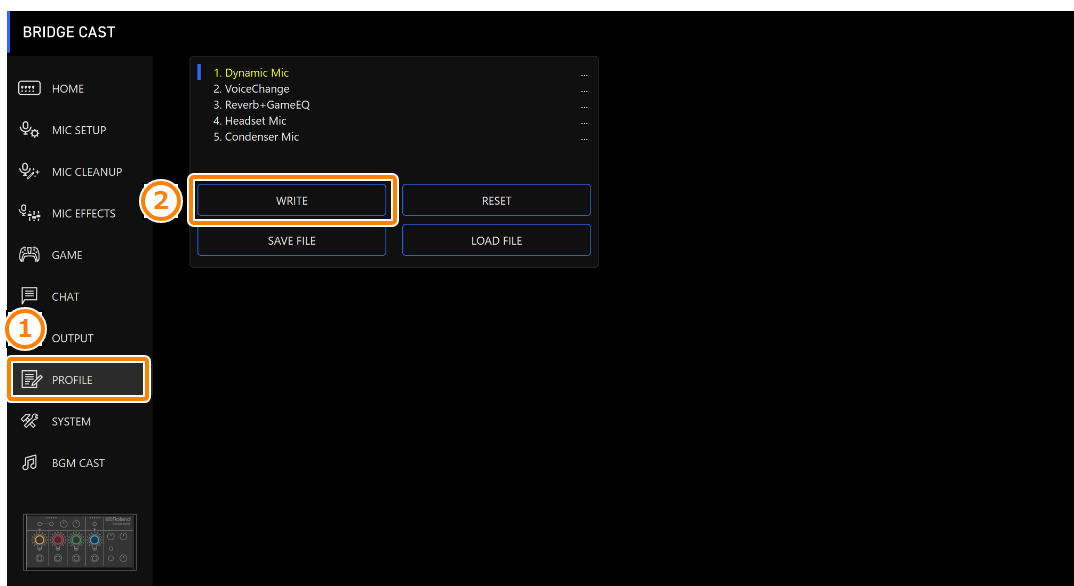 BRIDGE CAST
HOME
MIC SETUP
MIC CLEANUP
MIC EFFECTS
GAME
CHAT
1
OUTPUT
PROFILE
SYSTEM
BGM CAST
Roland
1. Dynamic Mic ...
2. VoiceChange ...
3. Reverb+GameEQ ...
4. Headset Mic ...
5. Condenser Mic ...
2
WRITE RESET
SAVE FILE LOAD FILE